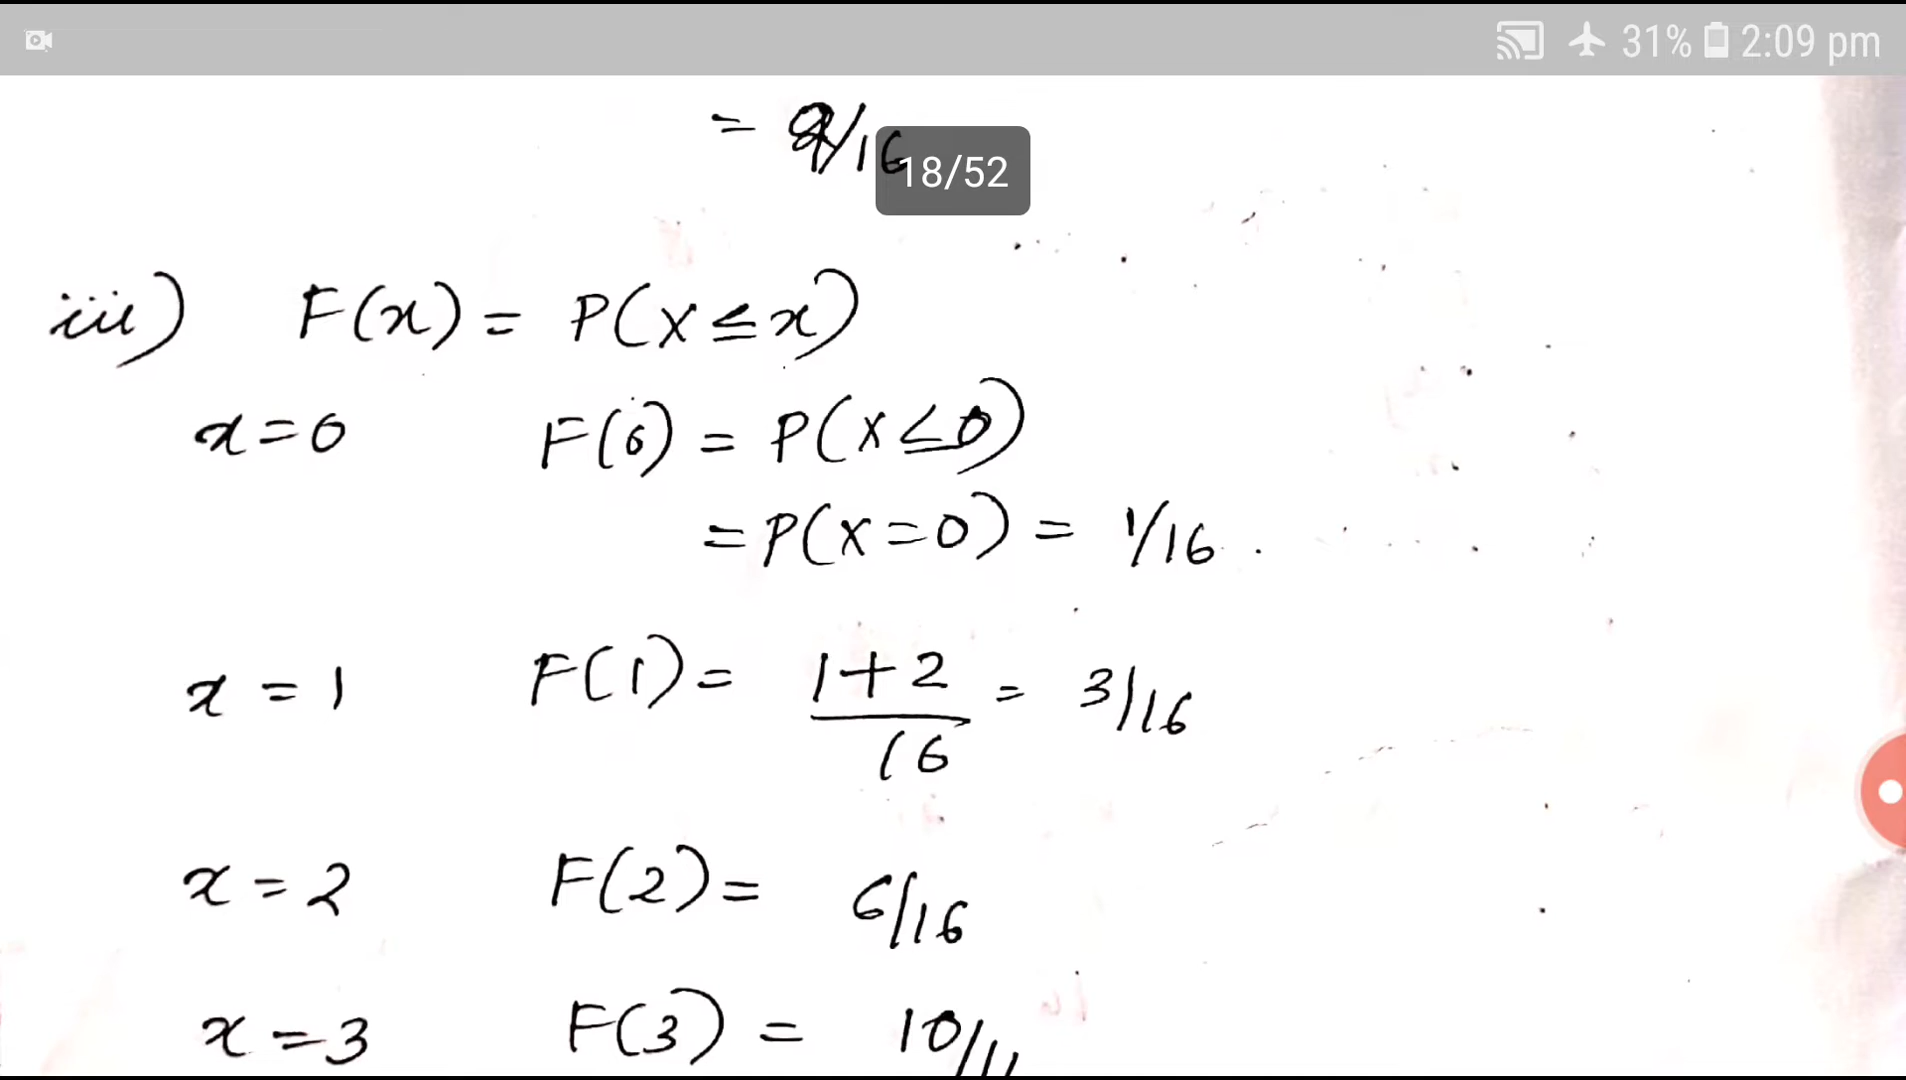 31% 2:09 pm
= 9/16
18/52
iii) F(x) = P(X ≤ x)
x = 0 F(0) = P(X ≤ 0)
= P(X = 0) = 1/16 .
x = 1 F(1) = 1+2 / 16 = 3/16
x = 2 F(2) = 6/16
x = 3 F(3) = 10/